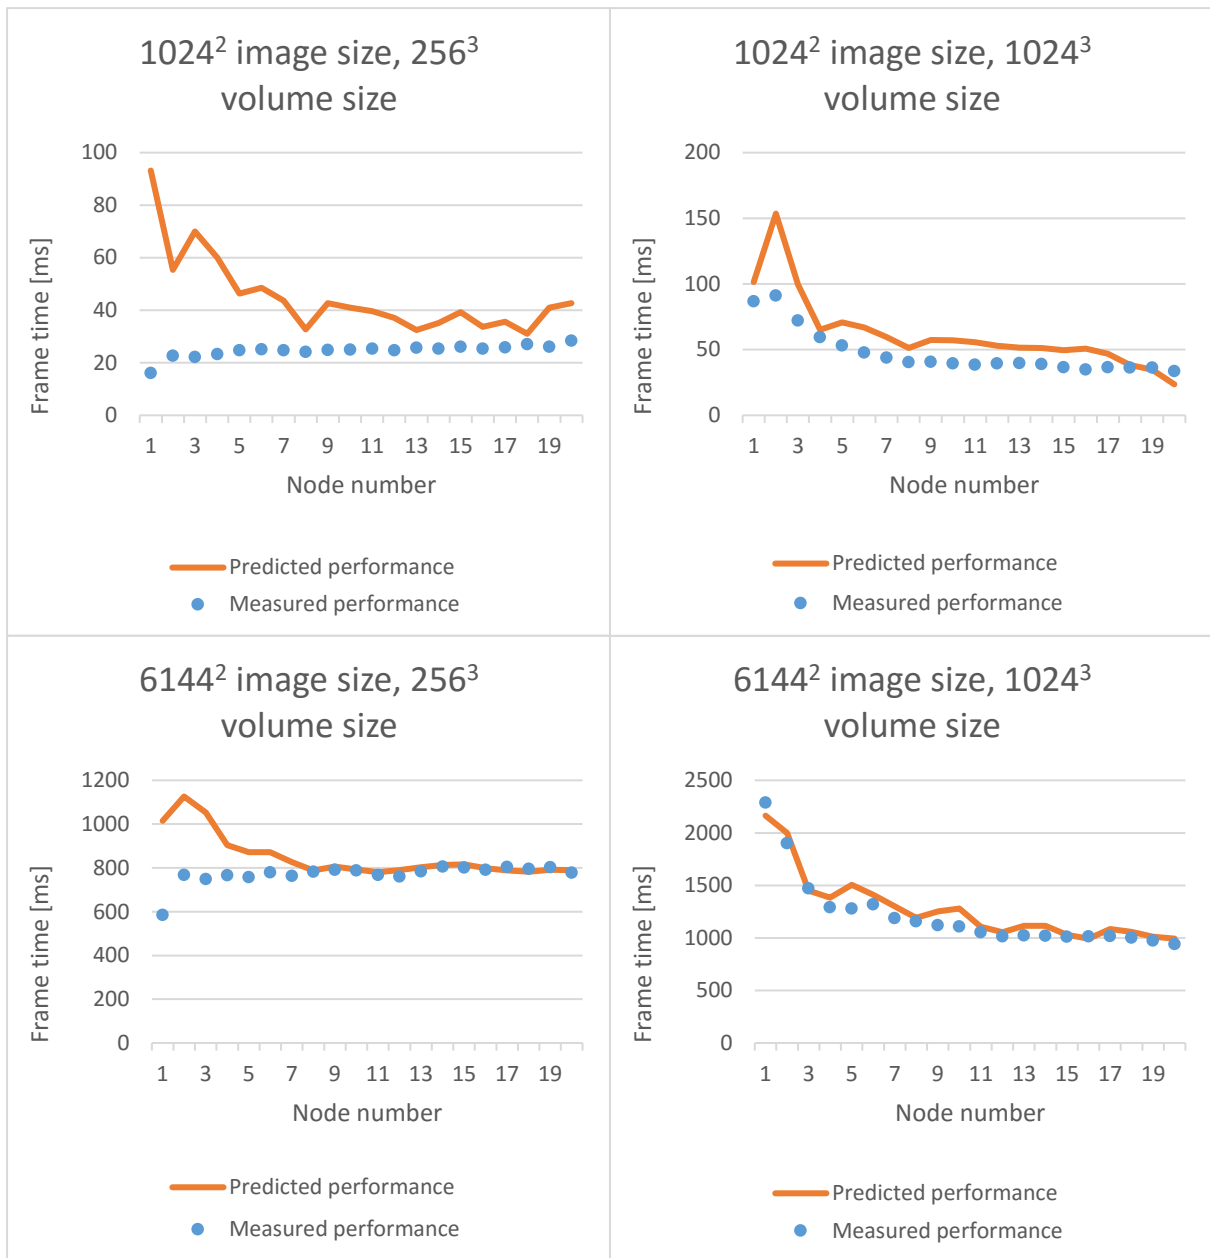 1024² image size, 256³
volume size
100
80
60
40
20
0
Frame time [ms]
1 3 5 7 9 11 13 15 17 19
Node number
Predicted performance
Measured performance
1024² image size, 1024³
volume size
200
150
100
50
0
Frame time [ms]
1 3 5 7 9 11 13 15 17 19
Node number
Predicted performance
Measured performance
6144² image size, 256³
volume size
1200
1000
800
600
400
200
0
Frame time [ms]
1 3 5 7 9 11 13 15 17 19
Node number
Predicted performance
Measured performance
6144² image size, 1024³
volume size
2500
2000
1500
1000
500
0
Frame time [ms]
1 3 5 7 9 11 13 15 17 19
Node number
Predicted performance
Measured performance